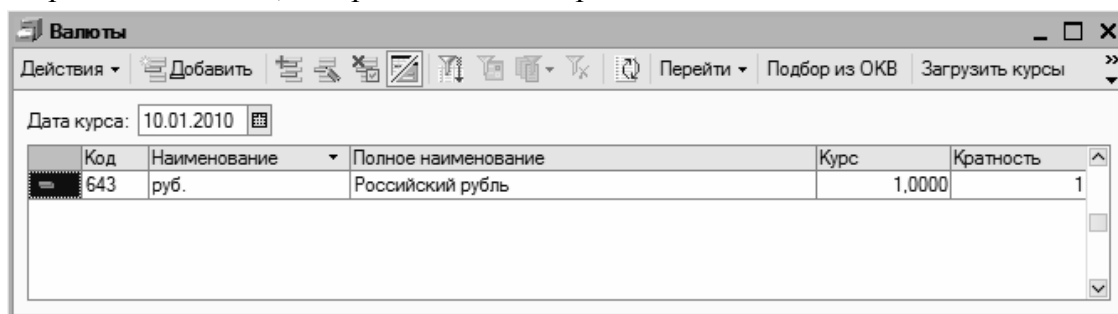 Валюты
Действия Добавить Перейти Подбор из ОКВ Загрузить курсы »
Дата курса: 10.01.2010
Код Наименование Полное наименование Курс Кратность
643 руб. Российский рубль 1,0000 1